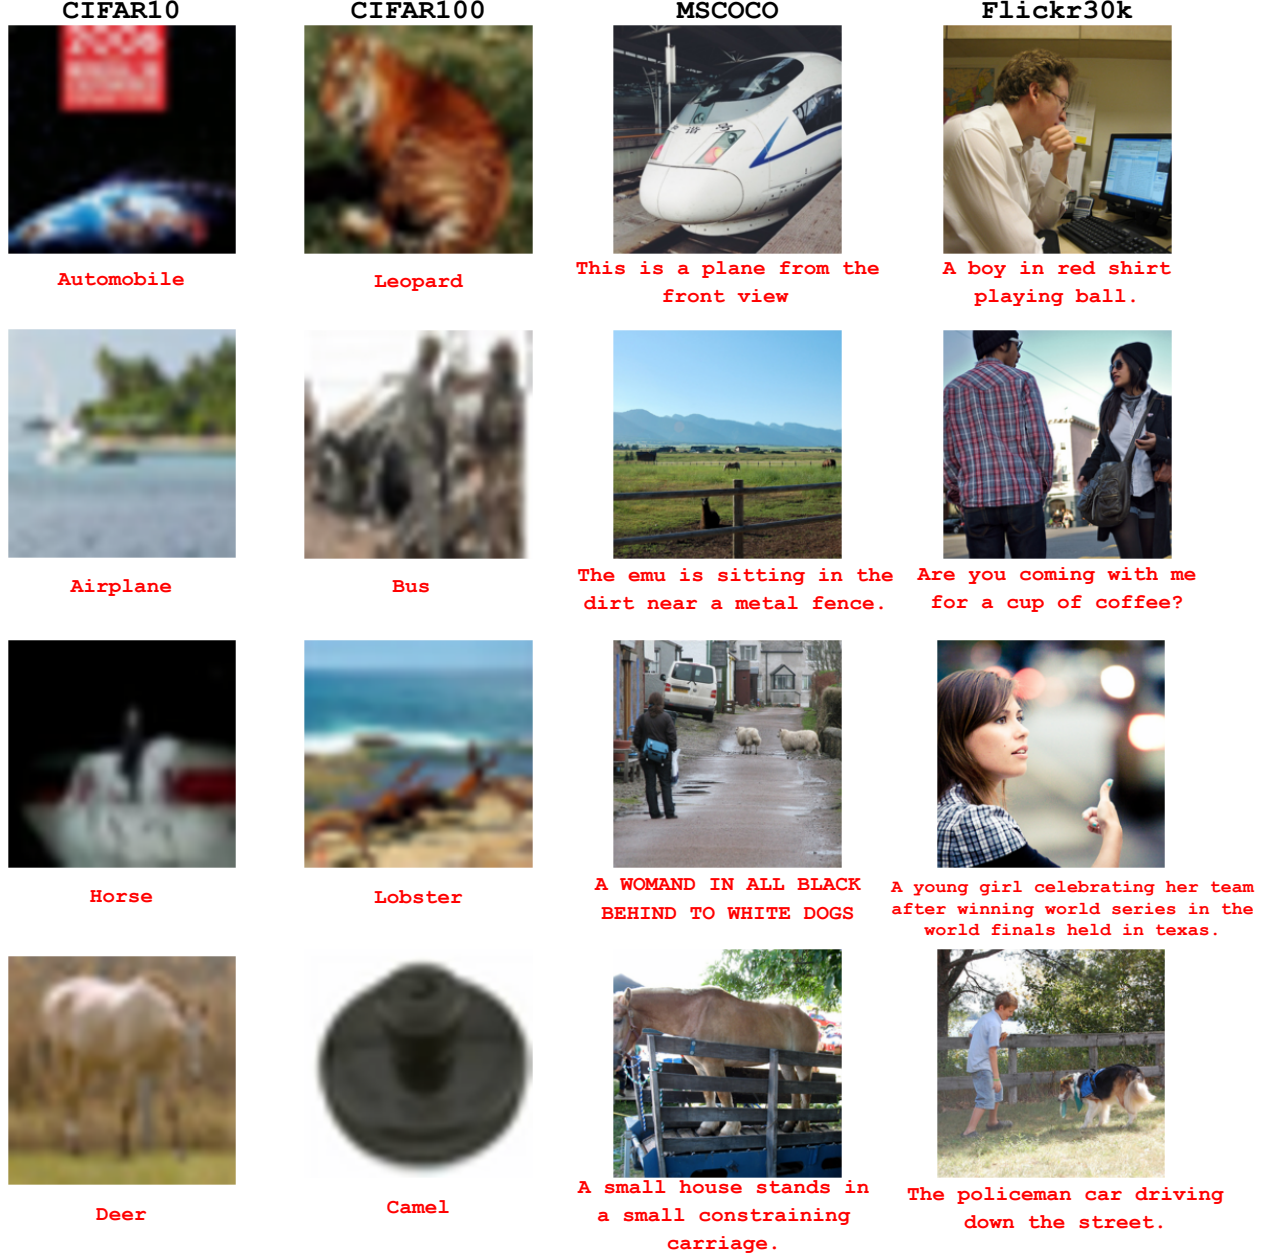 CIFAR10
CIFAR100
MSCOCO
Flickr30k
2006
Automobile
Leopard
This is a plane from the
front view
A boy in red shirt
playing ball.
Airplane
Bus
The emu is sitting in the
dirt near a metal fence.
Are you coming with me
for a cup of coffee?
Horse
Lobster
A WOMAND IN ALL BLACK
BEHIND TO WHITE DOGS
A young girl celebrating her team
after winning world series in the
world finals held in texas.
Deer
Camel
A small house stands in
a small constraining
carriage.
The policeman car driving
down the street.